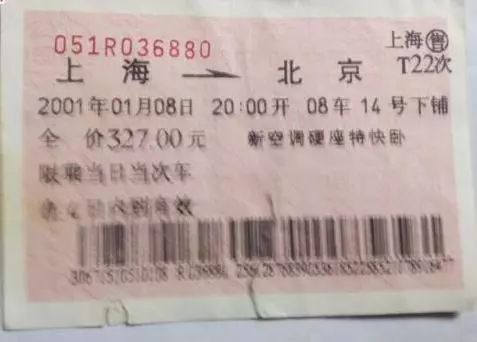 051R036880 上海 售
上海 → 北京 T22次
2001年01月08日 20:00开 08车 14号下铺
全 价327.00元 新空调硬座特快卧
限乘当日当次车